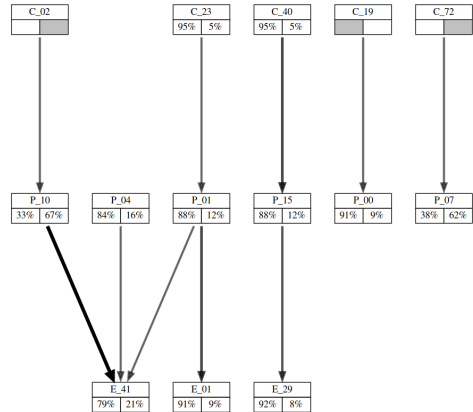 C_02 C_23 C_40 C_19 C_72
95% 5% 95% 5%
P_10 P_04 P_01 P_15 P_00 P_07
33% 67% 84% 16% 88% 12% 88% 12% 91% 9% 38% 62%
E_41 E_01 E_29
79% 21% 91% 9% 92% 8%